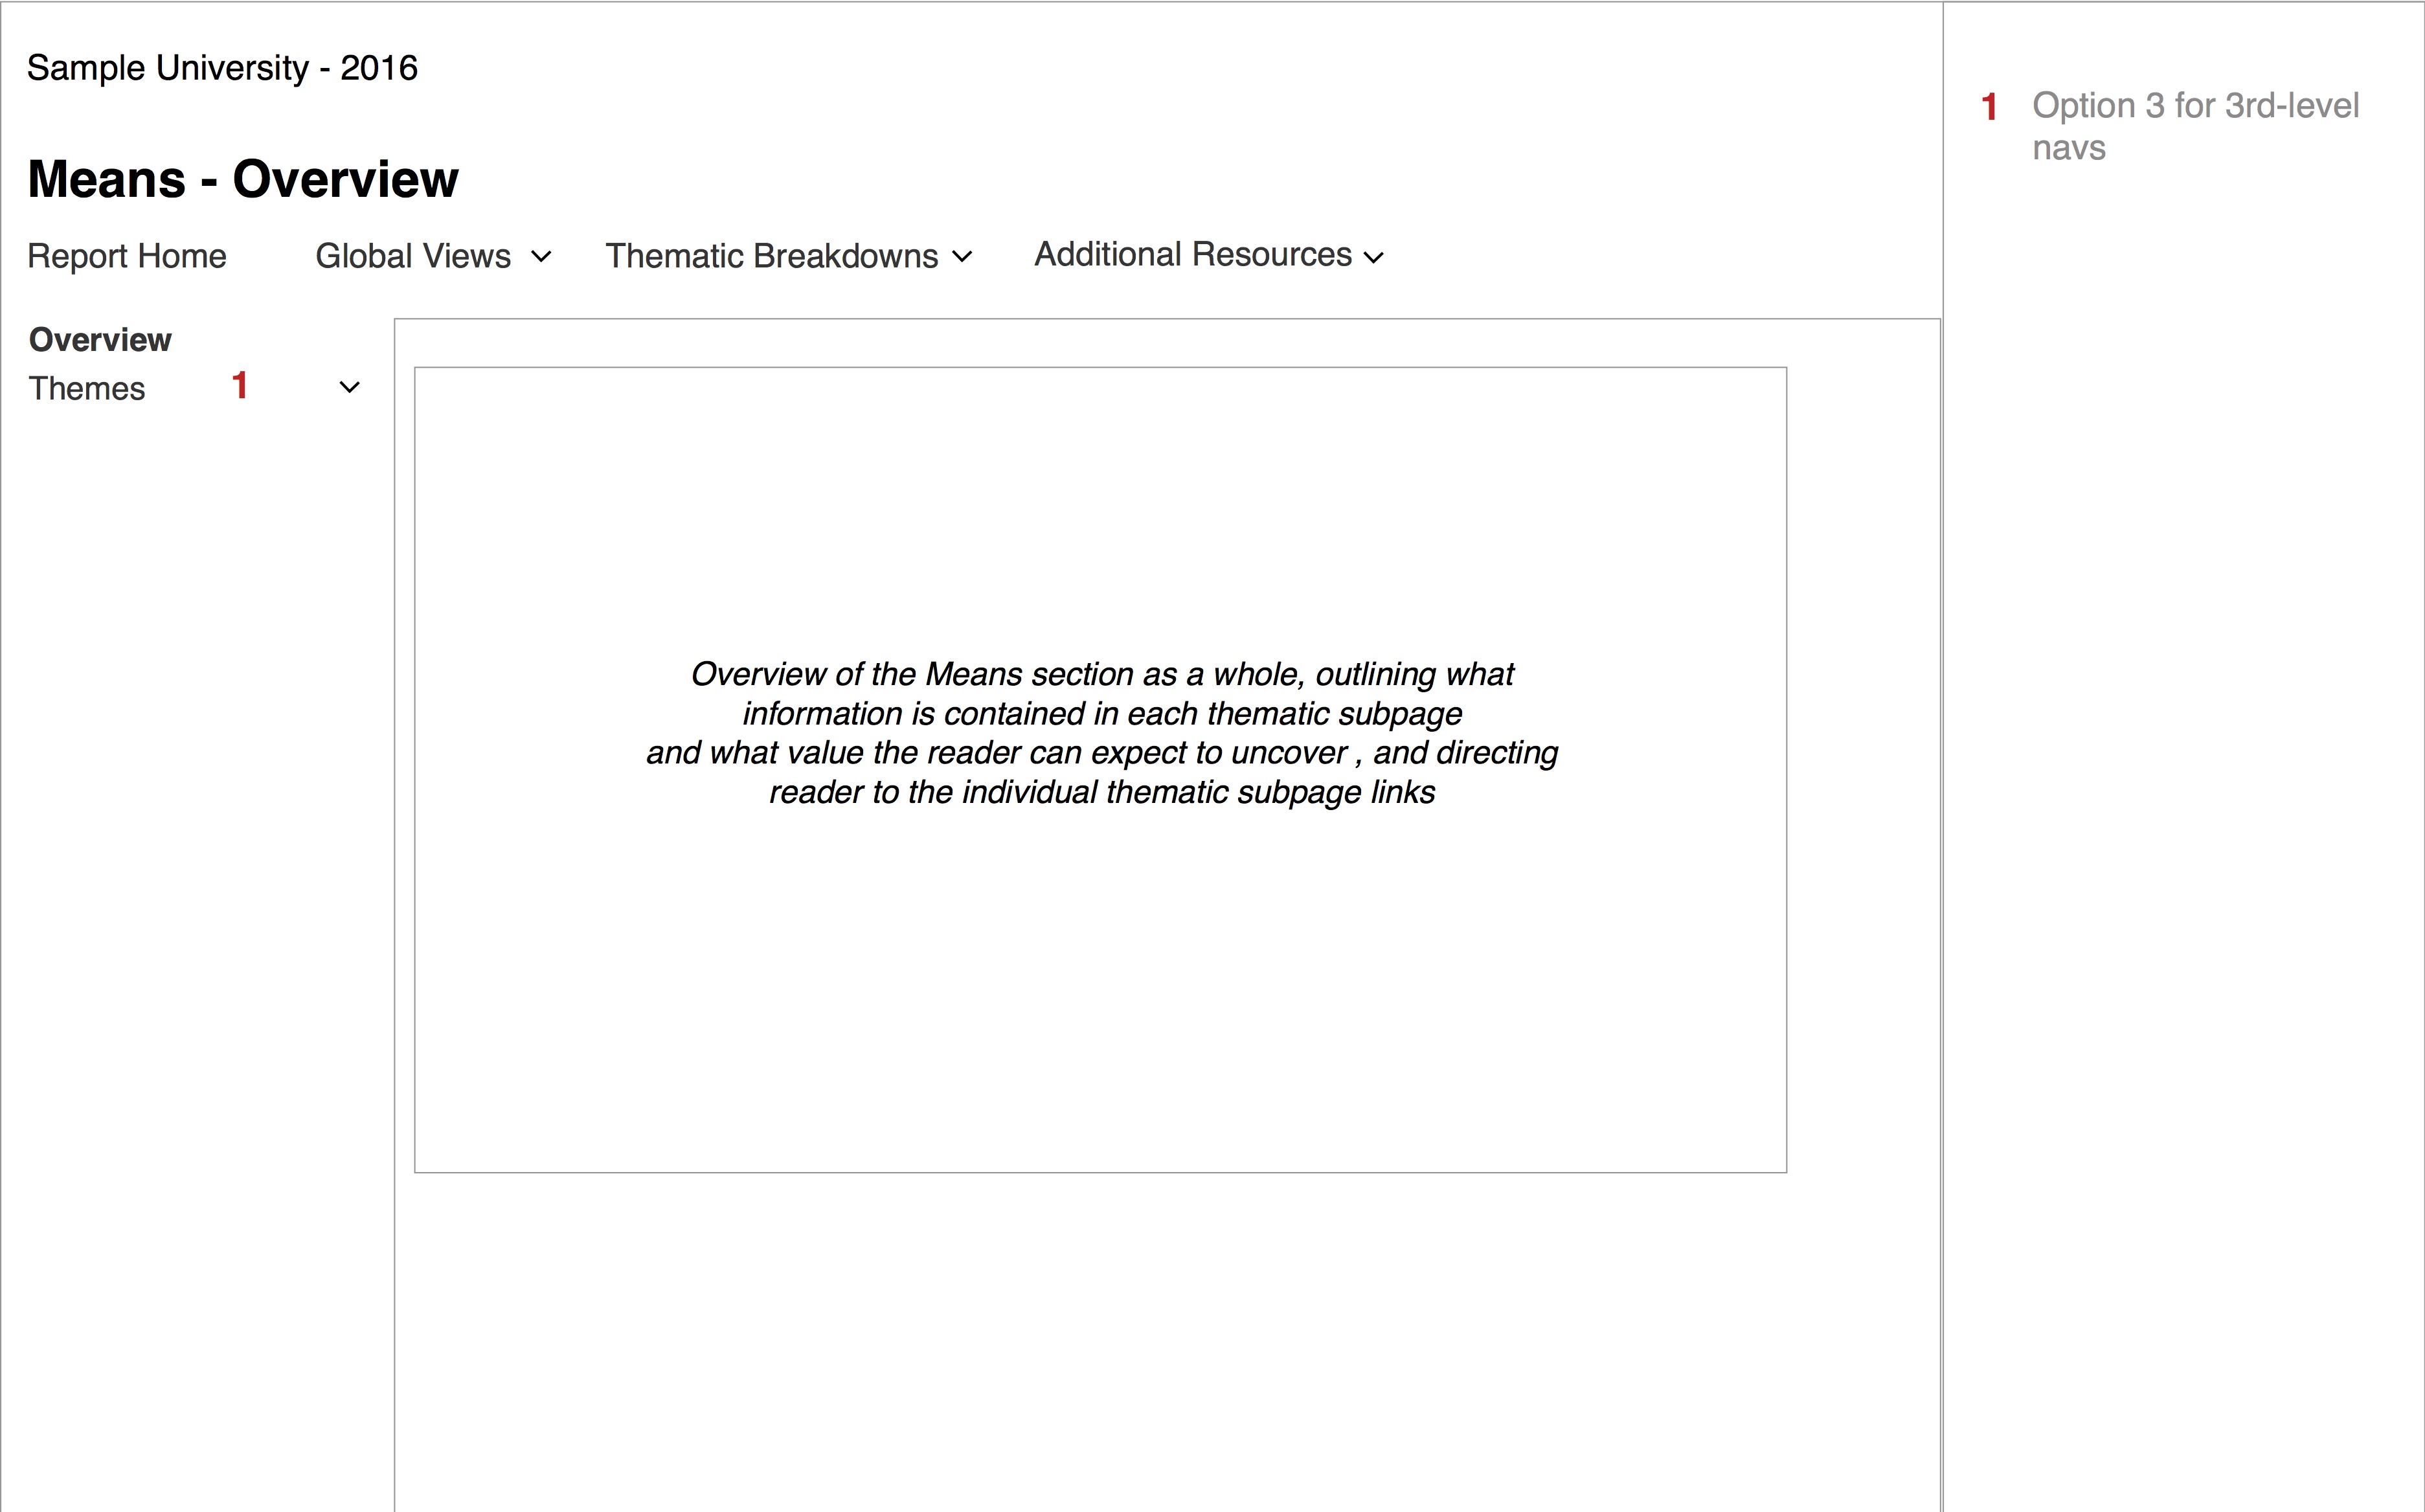 Sample University - 2016
Means - Overview
Report Home Global Views Thematic Breakdowns Additional Resources
Overview
Themes 1
Overview of the Means section as a whole, outlining what
information is contained in each thematic subpage
and what value the reader can expect to uncover , and directing
reader to the individual thematic subpage links
1 Option 3 for 3rd-level
navs